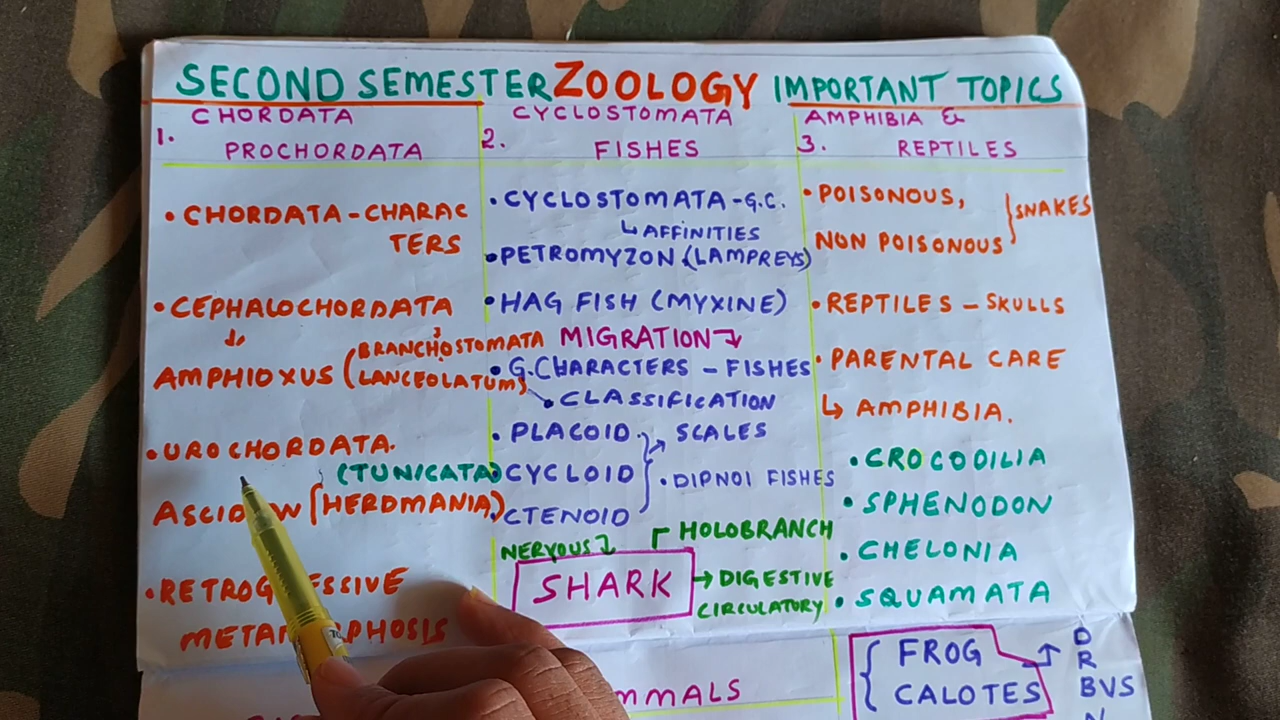 SECOND SEMESTER ZOOLOGY IMPORTANT TOPICS
1. CHORDATA
PROCHORDATA
• CHORDATA - CHARAC
TERS
• CEPHALOCHORDATA
AMPHIOXUS (BRANCHOSTOMATA
LANCEOLATUM)
• UROCHORDATA.
(TUNICATA)
(HERDMANIA)
• RETROGRESSIVE
METAMORPHOSIS
2. CYCLOSTOMATA
FISHES
• CYCLOSTOMATA - G.C.
↳ AFFINITIES
• PETROMYZON (LAMPREYS)
• HAG FISH (MYXINE)
MIGRATION
• G. CHARACTERS - FISHES
• CLASSIFICATION
• PLACOID } SCALES
• CYCLOID • DIPNOI FISHES
• CTENOID
HOLOBRANCH
NERVOUS
SHARK → DIGESTIVE
CIRCULATORY
3. AMPHIBIA &
REPTILES
• POISONOUS, } SNAKES
NON POISONOUS
• REPTILES - SKULLS
• PARENTAL CARE
↳ AMPHIBIA.
• CROCODILIA
• SPHENODON
• CHELONIA
• SQUAMATA
FROG
CALOTES
D
R
BVS
MMALS